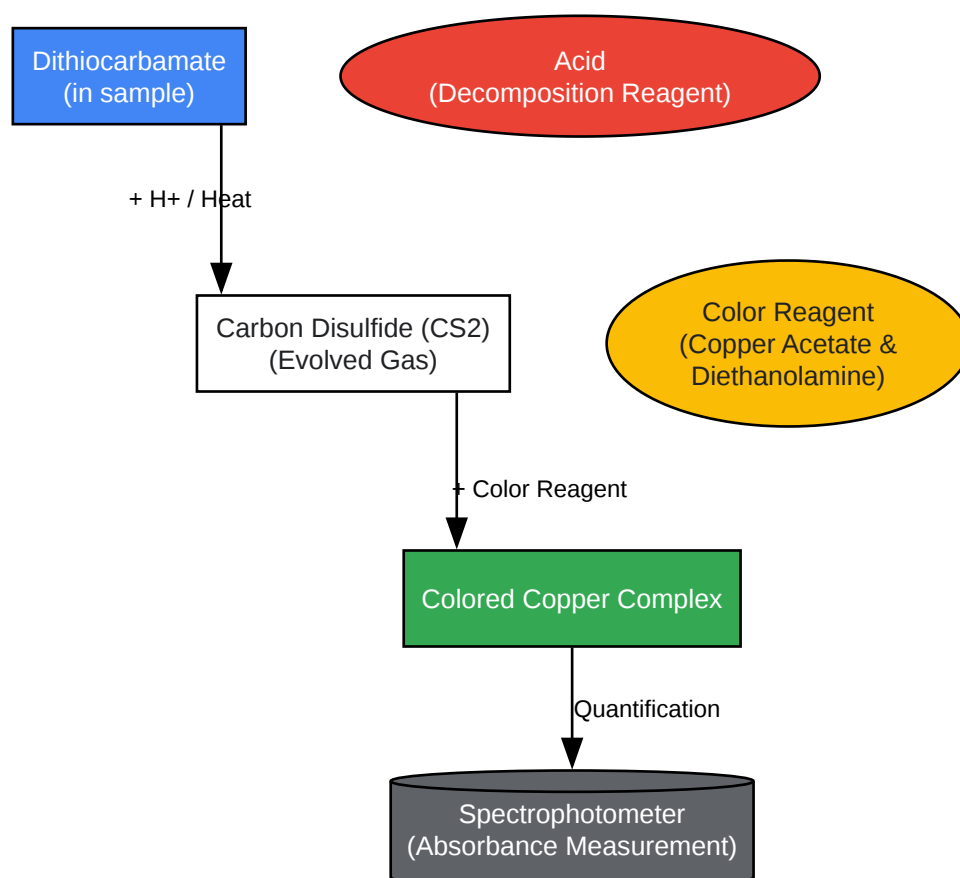 Dithiocarbamate
(in sample)
Acid
(Decomposition Reagent)
+ H+ / Heat
Carbon Disulfide (CS2)
(Evolved Gas)
Color Reagent
(Copper Acetate &
Diethanolamine)
+ Color Reagent
Colored Copper Complex
Quantification
Spectrophotometer
(Absorbance Measurement)